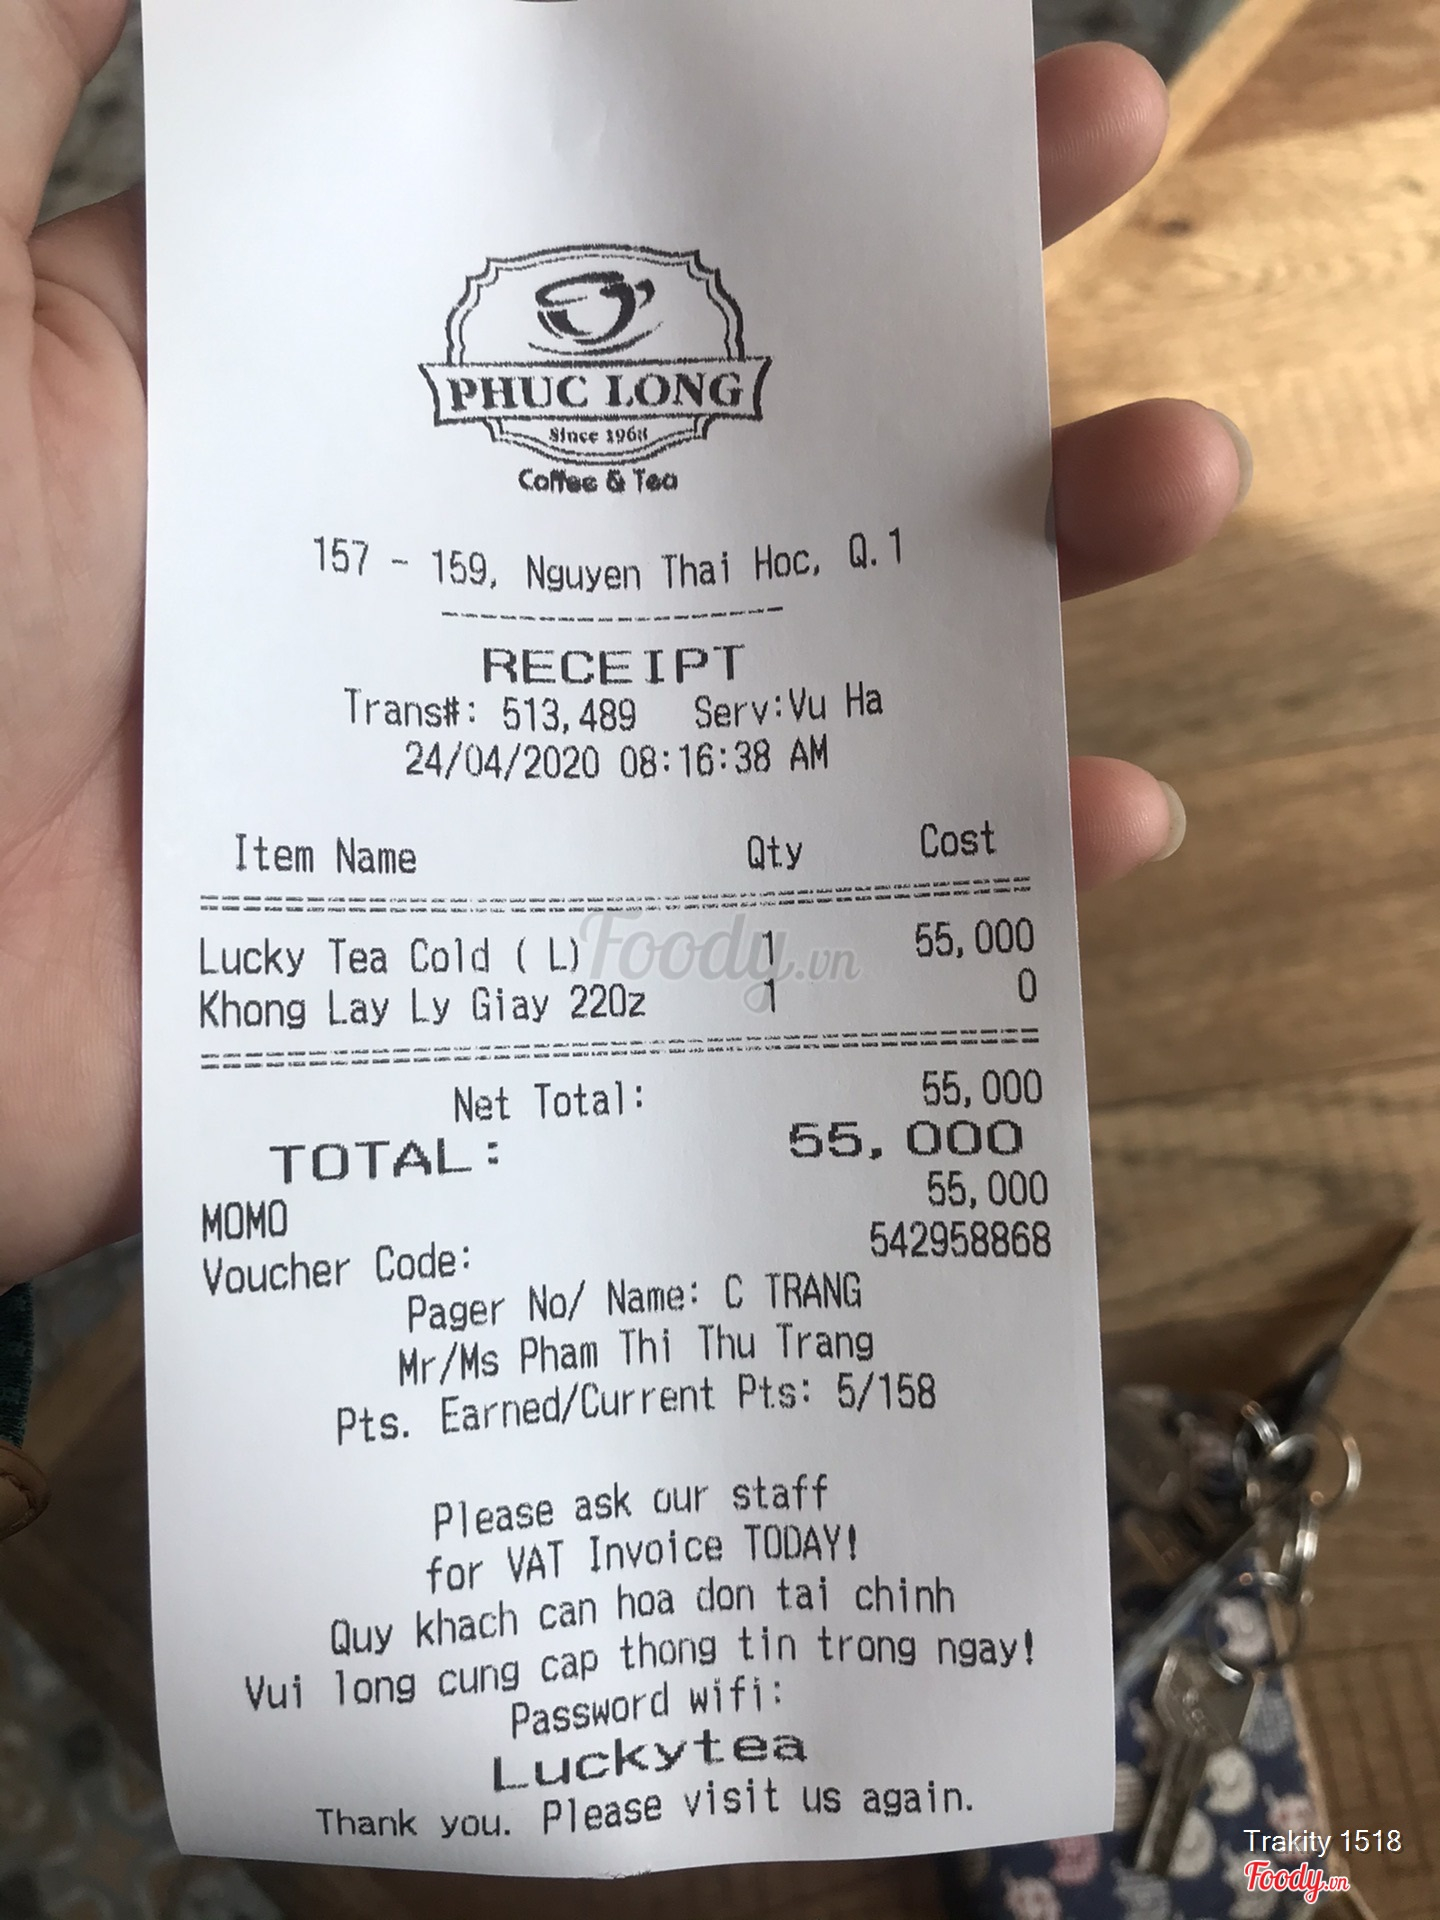 PHUC LONG
Since 1968
Coffee & Tea
157 - 159, Nguyen Thai Hoc, Q.1
RECEIPT
Trans#: 513,489 Serv:Vu Ha
24/04/2020 08:16:38 AM
Item Name Qty Cost
Lucky Tea Cold ( L) 1 55,000
Khong Lay Ly Giay 22Oz 1 0
Foody.vn
Net Total: 55,000
TOTAL: 55,000
MOMO 55,000
Voucher Code: 542958868
Pager No/ Name: C TRANG
Mr/Ms Pham Thi Thu Trang
Pts. Earned/Current Pts: 5/158
Please ask our staff
for VAT Invoice TODAY!
Quy khach can hoa don tai chinh
Vui long cung cap thong tin trong ngay!
Password wifi:
Luckytea
Thank you. Please visit us again.
Trakity 1518
Foody.vn